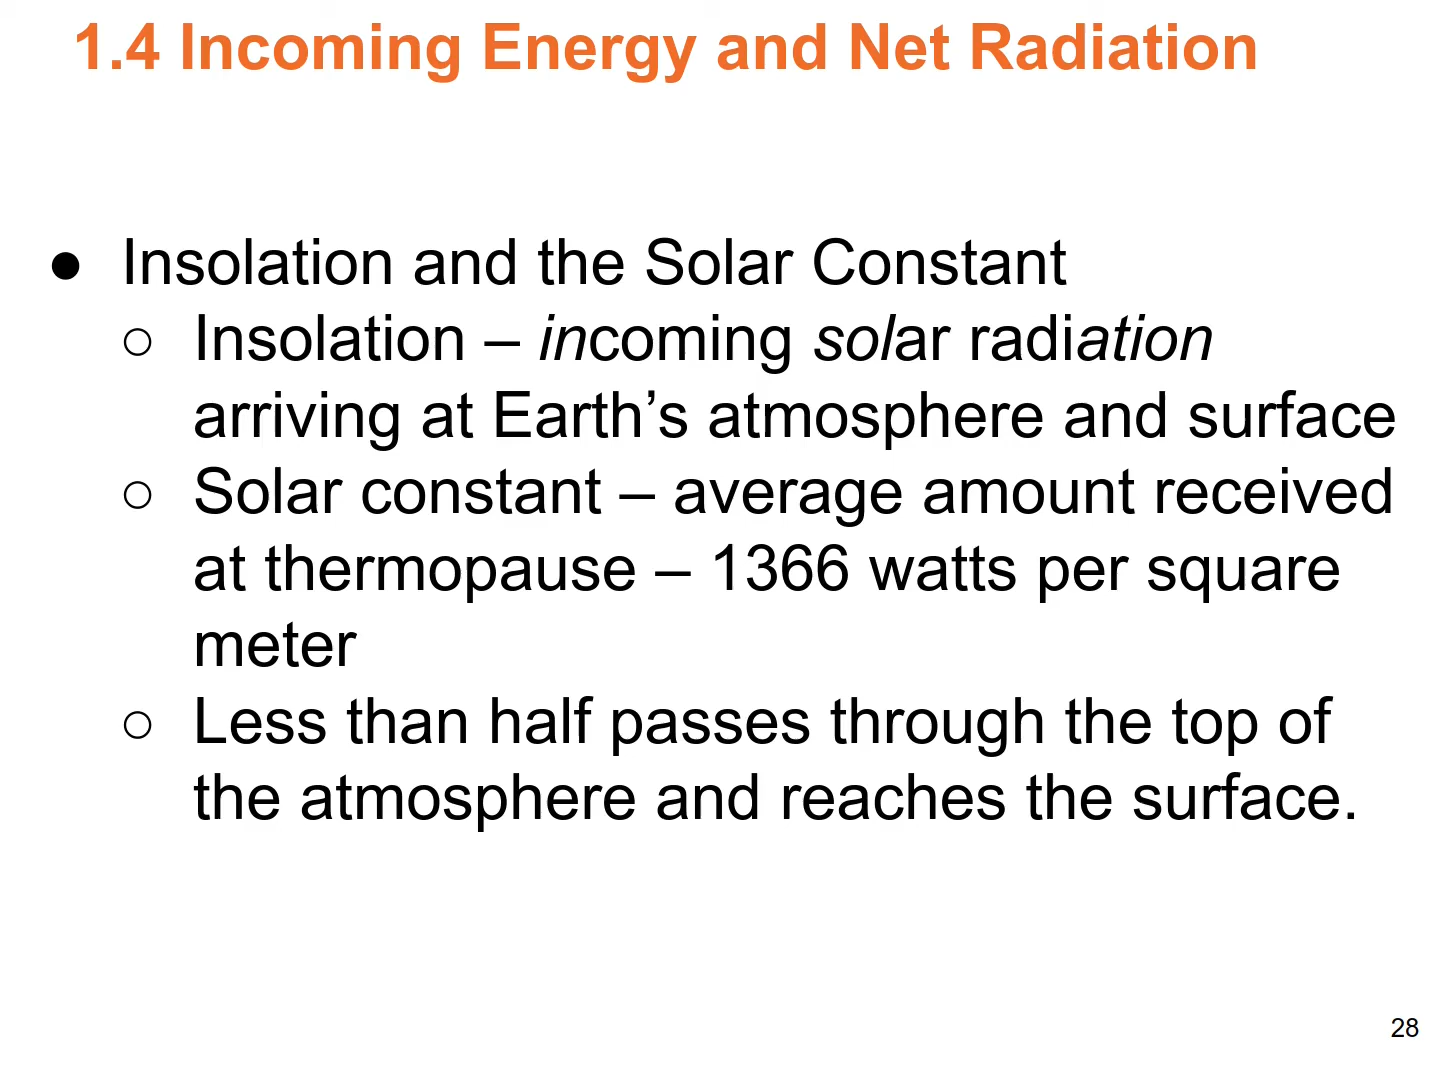 1.4 Incoming Energy and Net Radiation
● Insolation and the Solar Constant
○ Insolation – incoming solar radiation
arriving at Earth’s atmosphere and surface
○ Solar constant – average amount received
at thermopause – 1366 watts per square
meter
○ Less than half passes through the top of
the atmosphere and reaches the surface.
28